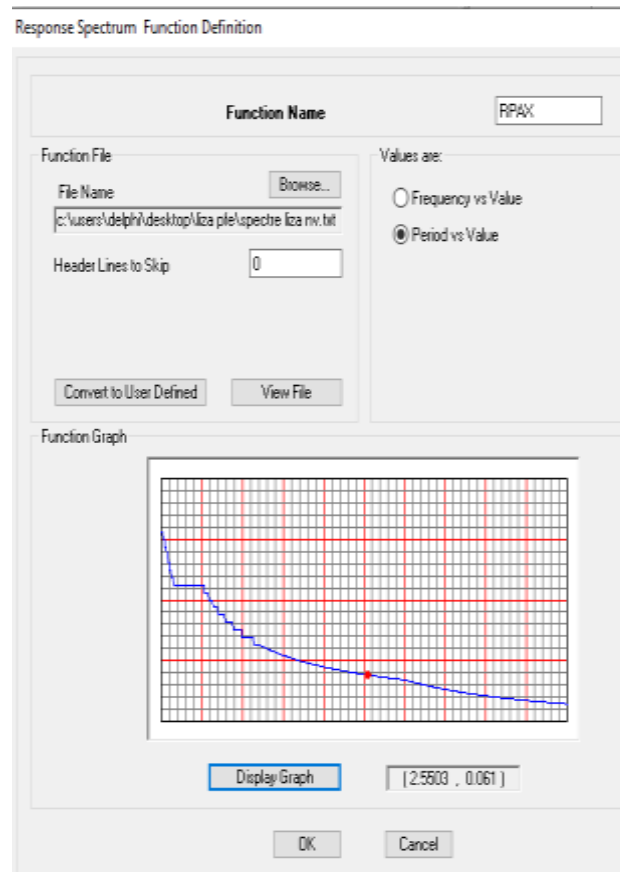 Response Spectrum Function Definition
Function Name
RPAX
Function File
File Name
Browse...
c:\users\delphi\desktop\liza pfe\spectre liza nv.txt
Header Lines to Skip
0
Convert to User Defined
View File
Values are:
Frequency vs Value
Period vs Value
Function Graph
Display Graph
(2.5503 , 0.061)
OK
Cancel